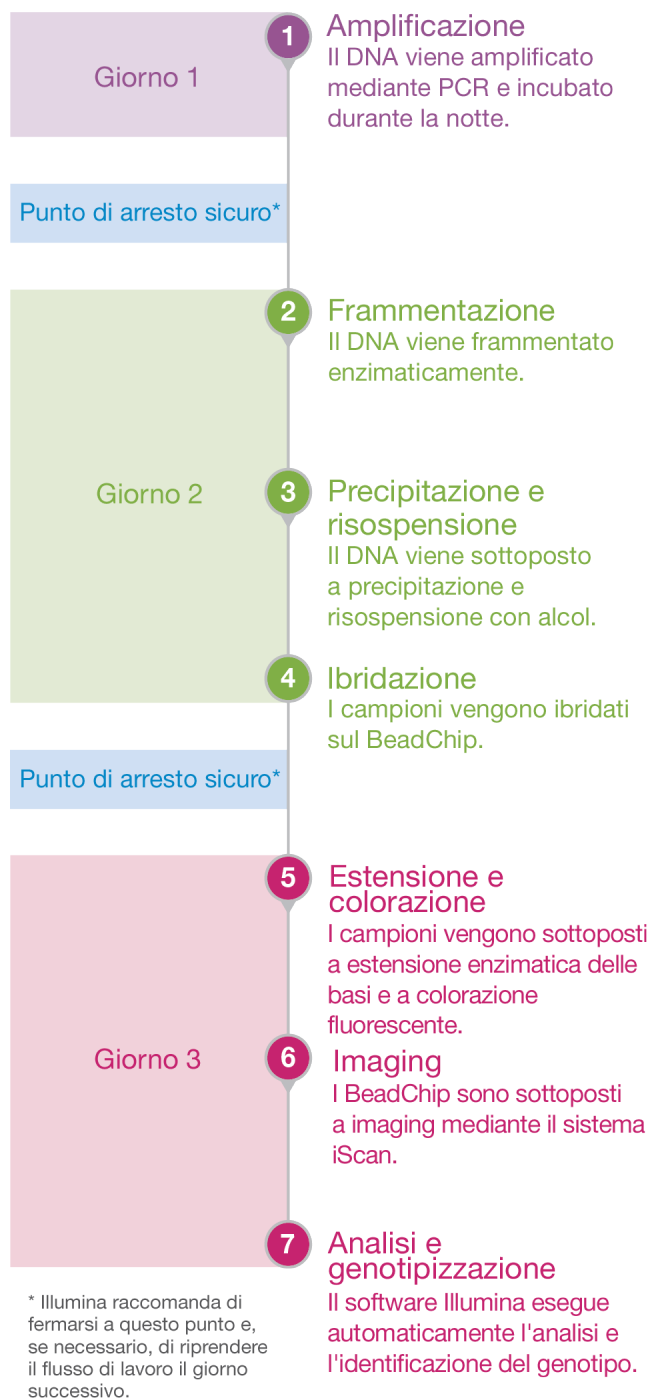 1
Amplificazione
Giorno 1
Il DNA viene amplificato
mediante PCR e incubato
durante la notte.
Punto di arresto sicuro*
2
Frammentazione
Il DNA viene frammentato
enzimaticamente.
Giorno 2
3
Precipitazione e
risospensione
Il DNA viene sottoposto
a precipitazione e
risospensione con alcol.
4
Ibridazione
I campioni vengono ibridati
sul BeadChip.
Punto di arresto sicuro*
5
Estensione e
colorazione
I campioni vengono sottoposti
a estensione enzimatica delle
basi e a colorazione
fluorescente.
Giorno 3
6
Imaging
I BeadChip sono sottoposti
a imaging mediante il sistema
iScan.
7
Analisi e
genotipizzazione
Il software Illumina esegue
automaticamente l'analisi e
l'identificazione del genotipo.
* Illumina raccomanda di
fermarsi a questo punto e,
se necessario, di riprendere
il flusso di lavoro il giorno
successivo.